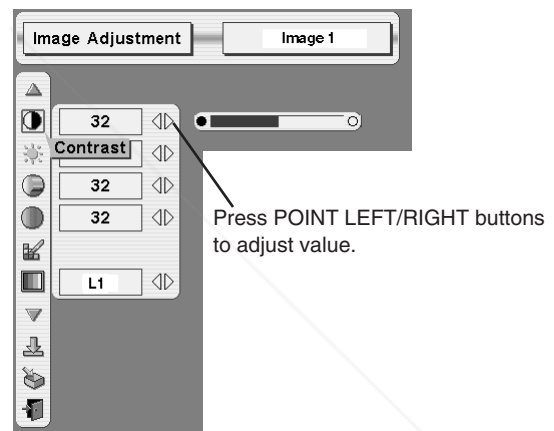 Image Adjustment
Image 1
32
Contrast
32
32
Press POINT LEFT/RIGHT buttons
to adjust value.
L1